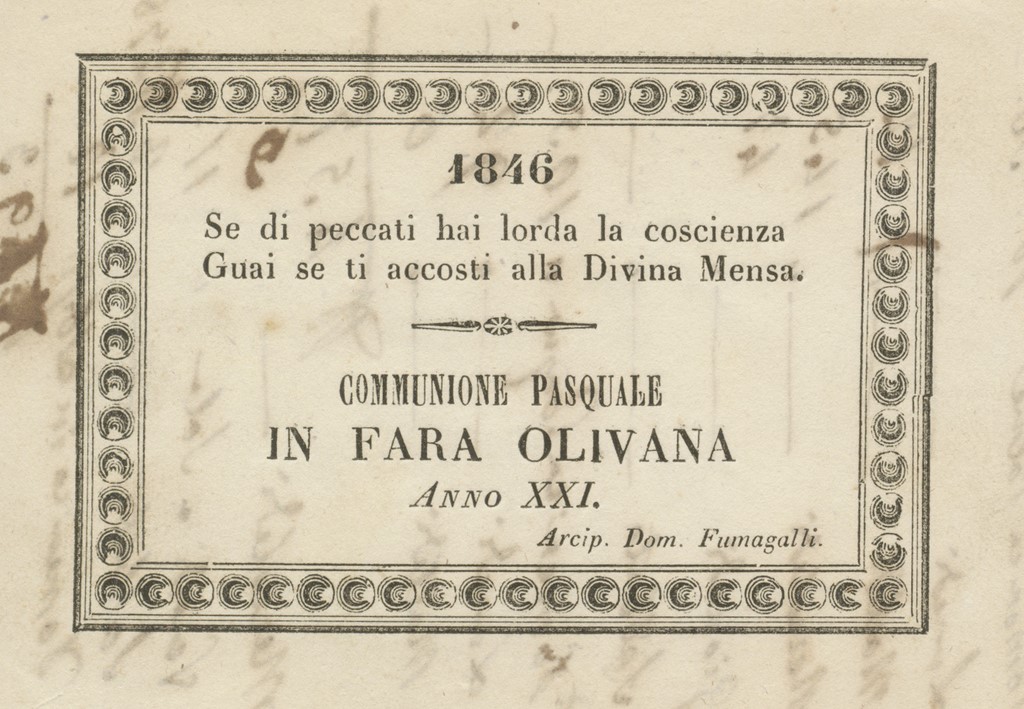 1846
Se di peccati hai lorda la coscienza
Guai se ti accosti alla Divina Mensa.
COMMUNIONE PASQUALE
IN FARA OLIVANA
ANNO XXI.
Arcip. Dom. Fumagalli.